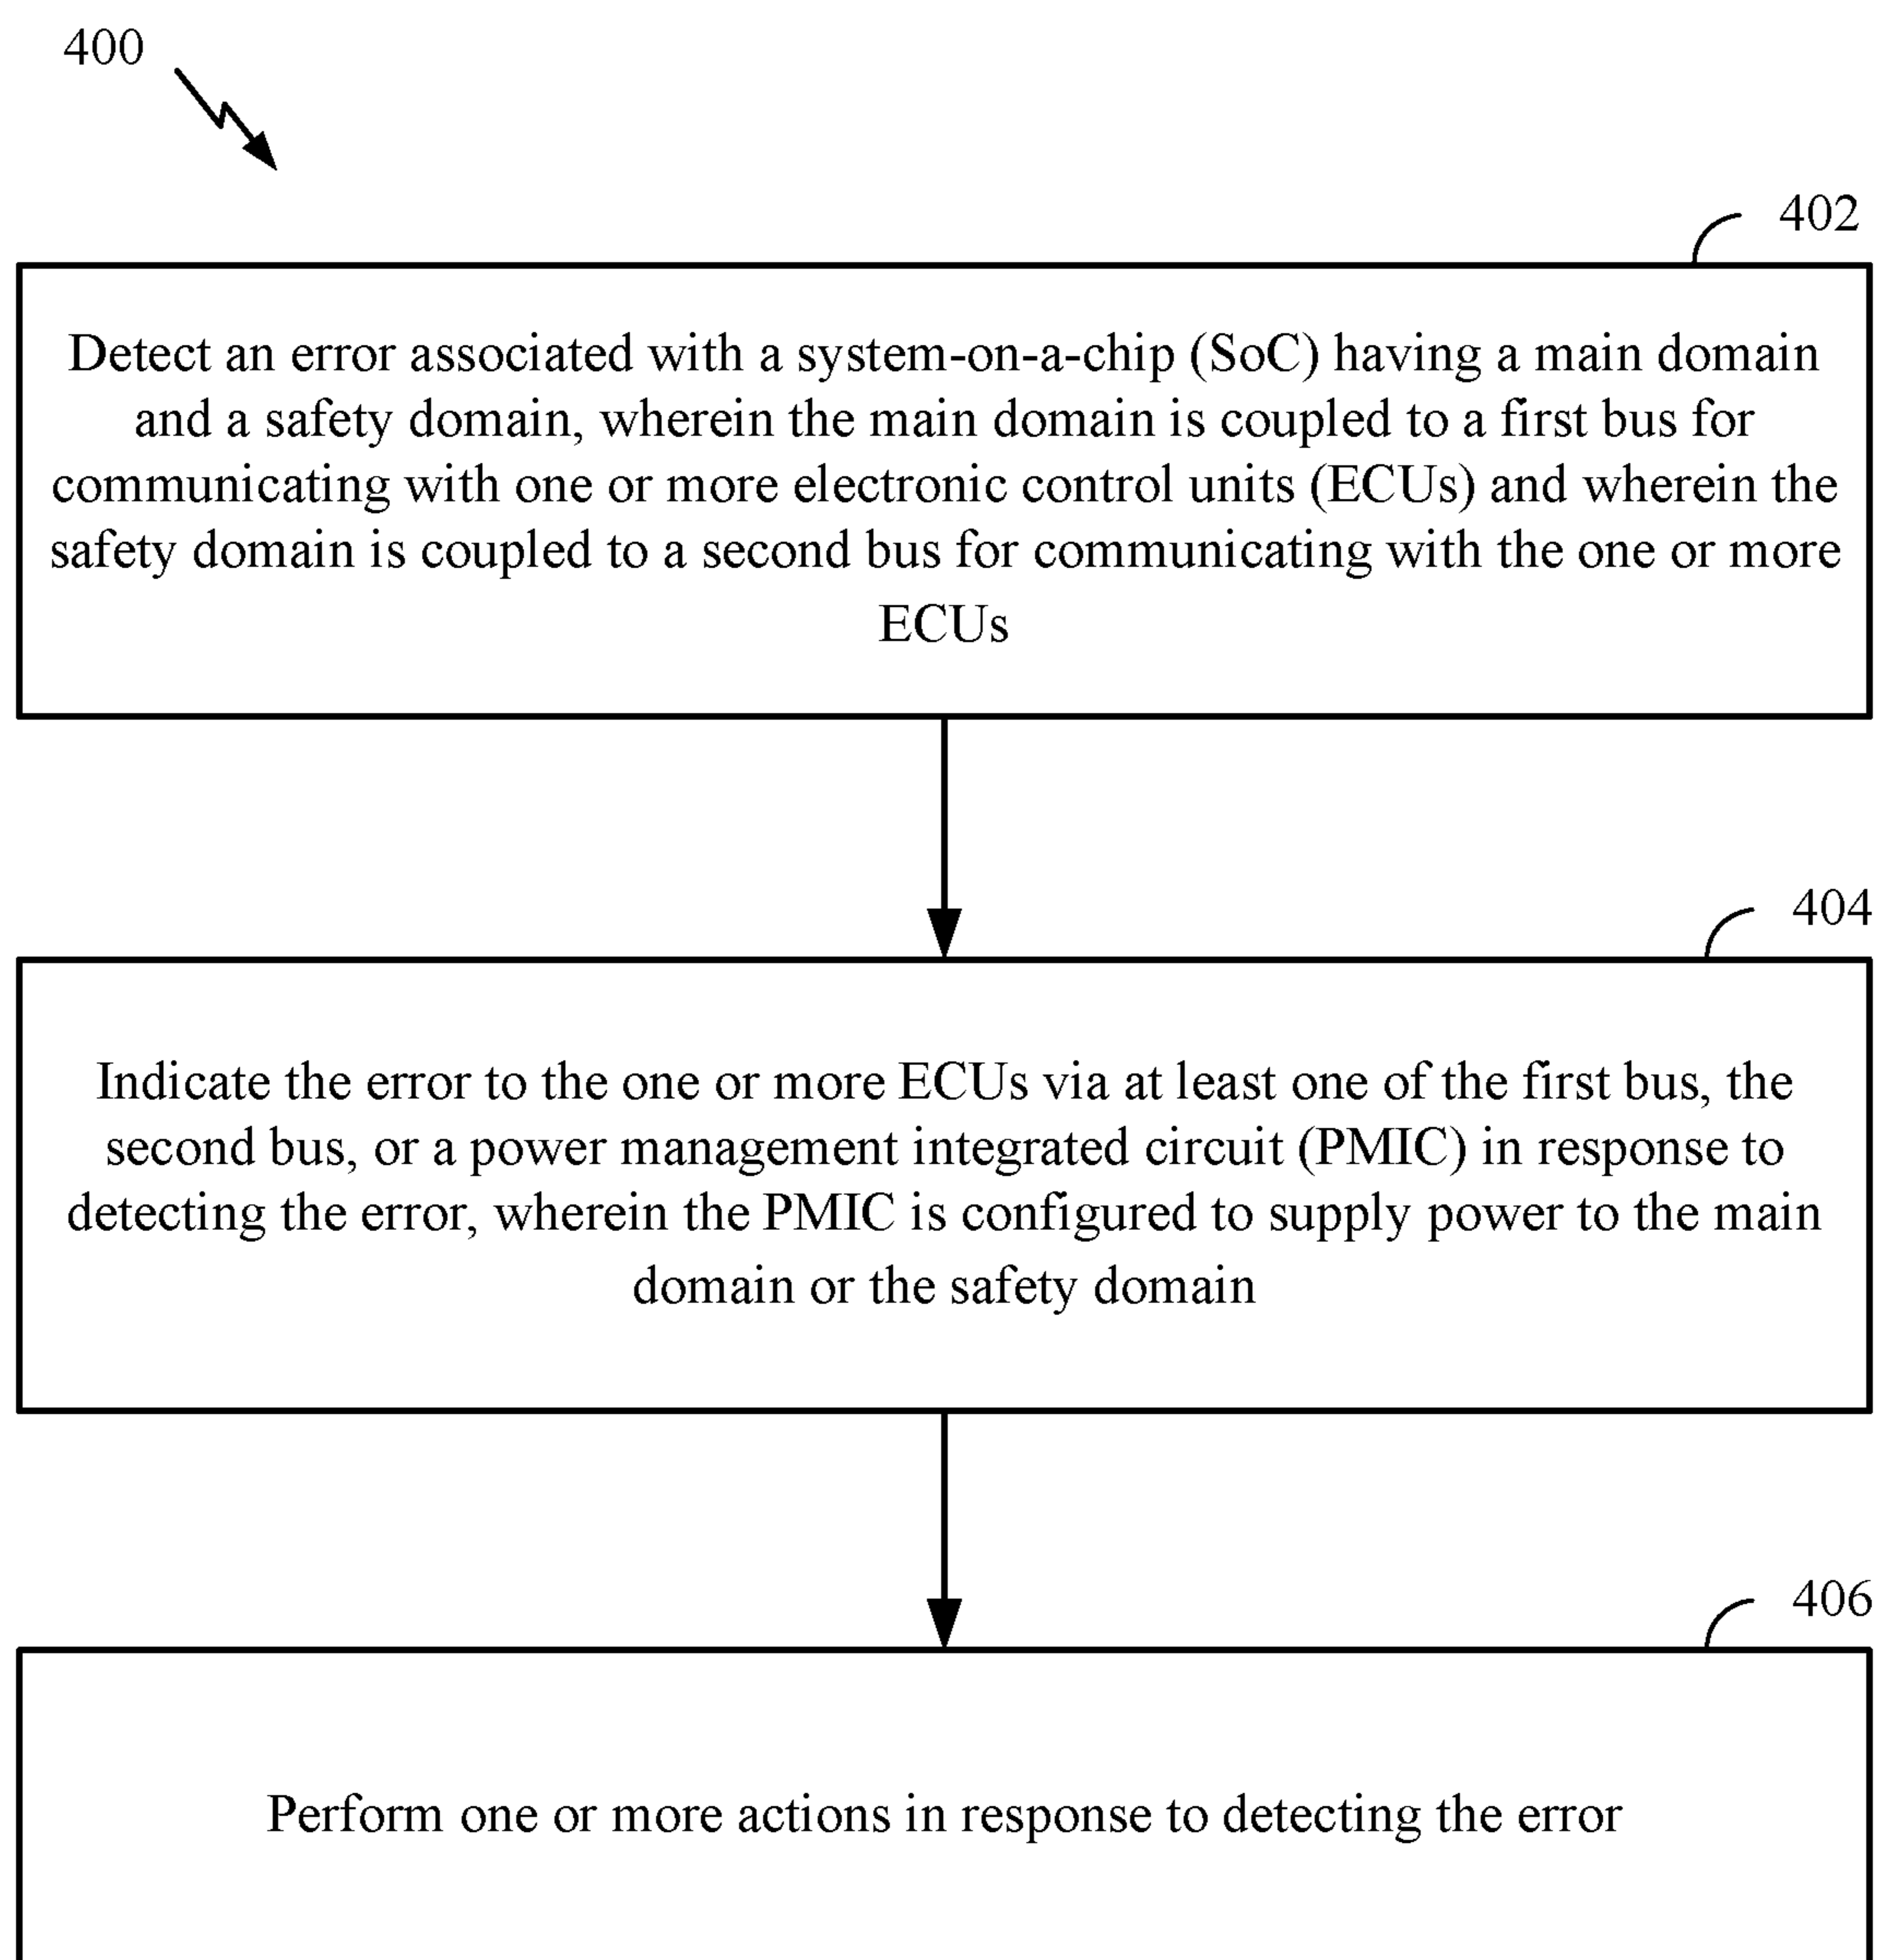 400
402
Detect an error associated with a system-on-a-chip (SoC) having a main domain
and a safety domain, wherein the main domain is coupled to a first bus for
communicating with one or more electronic control units (ECUs) and wherein the
safety domain is coupled to a second bus for communicating with the one or more
ECUs
404
Indicate the error to the one or more ECUs via at least one of the first bus, the
second bus, or a power management integrated circuit (PMIC) in response to
detecting the error, wherein the PMIC is configured to supply power to the main
domain or the safety domain
406
Perform one or more actions in response to detecting the error